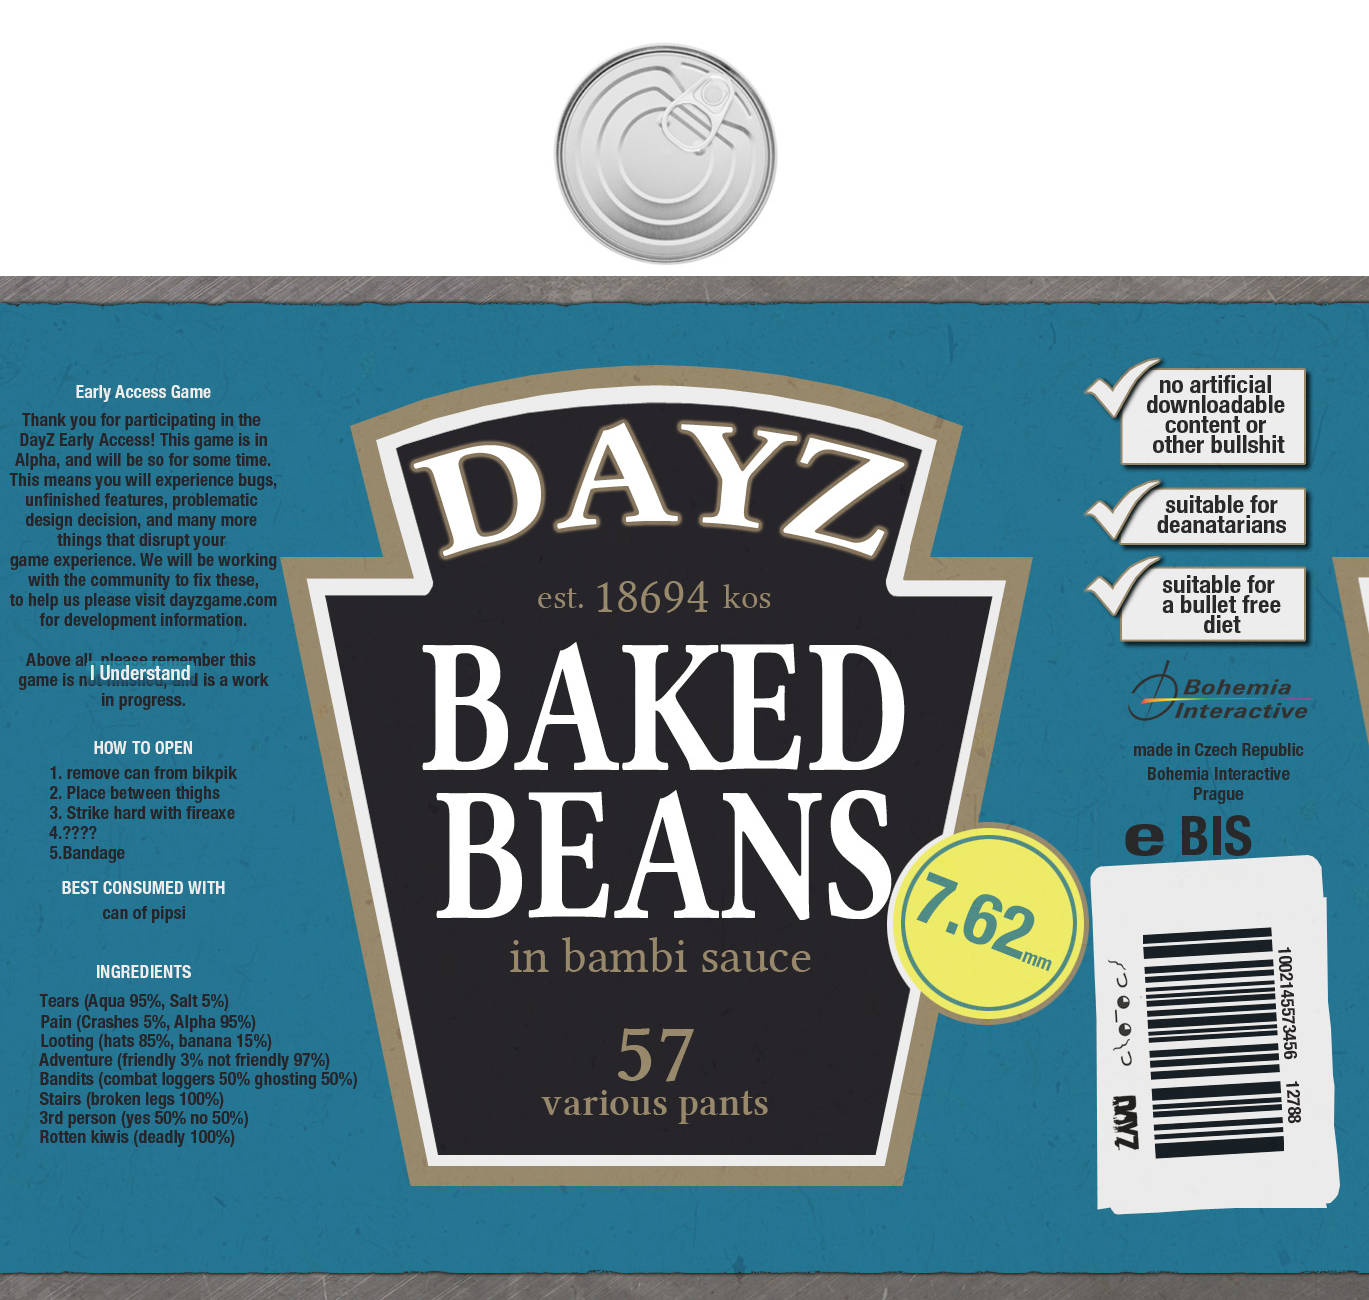 Early Access Game
Thank you for participating in the
DayZ Early Access! This game is in
Alpha, and will be so for some time.
This means you will experience bugs,
unfinished features, problematic
design decision, and many more
things that disrupt your
game experience. We will be working
with the community to fix these,
to help us please visit dayzgame.com
for development information.
Above all, please remember this
I Understand
game is not finished, and is a work
in progress.
HOW TO OPEN
1. remove can from bikpik
2. Place between thighs
3. Strike hard with fireaxe
4.????
5.Bandage
BEST CONSUMED WITH
can of pipsi
INGREDIENTS
Tears (Aqua 95%, Salt 5%)
Pain (Crashes 5%, Alpha 95%)
Looting (hats 85%, banana 15%)
Adventure (friendly 3% not friendly 97%)
Bandits (combat loggers 50% ghosting 50%)
Stairs (broken legs 100%)
3rd person (yes 50% no 50%)
Rotten kiwis (deadly 100%)
DAYZ
est. 18694 kos
BAKED
BEANS
in bambi sauce
57
various pants
7.62mm
no artificial
downloadable
content or
other bullshit
suitable for
deanatarians
suitable for
a bullet free
diet
Bohemia
Interactive
made in Czech Republic
Bohemia Interactive
Prague
e BIS
1002145573456 12788
DAYZ